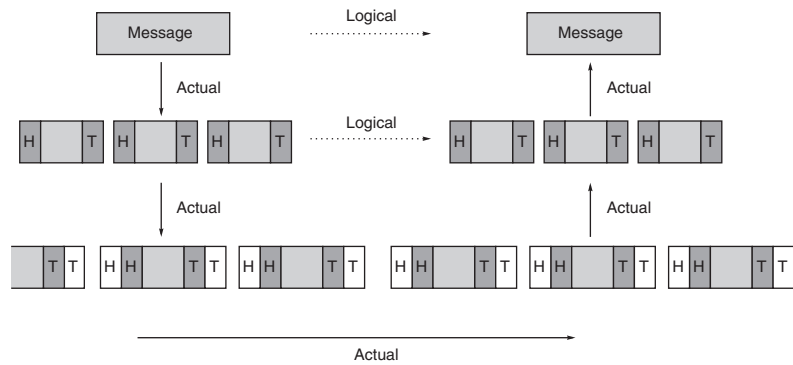 Logical
Message Message
Actual Actual
Logical
H T H T H T H T H T H T
Actual Actual
T T H H T T H H T T H H T T H H T T H H T T
Actual